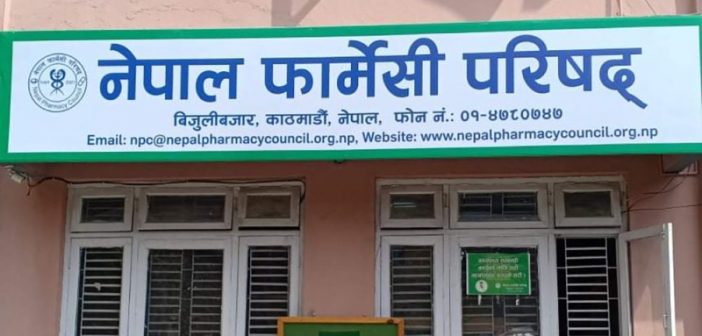 नेपाल फार्मेसी परिषद्
बिजुलीबजार, काठमाडौं, नेपाल, फोन नं.: ०१-४७८०७४७
Email: npc@nepalpharmacycouncil.org.np, Website: www.nepalpharmacycouncil.org.np